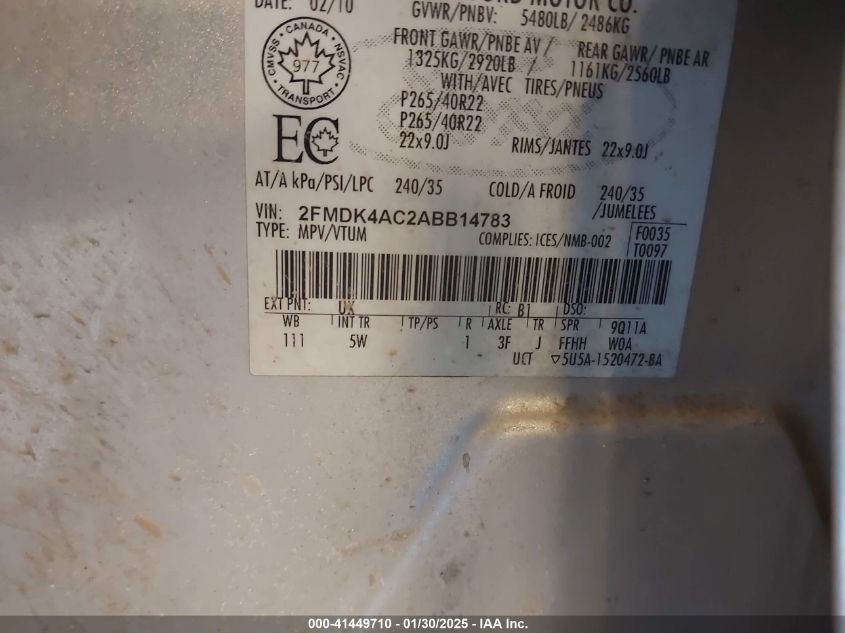 DATE: 02/10
FORD MOTOR CO.
GVWR/PNBV: 5480LB/ 2486KG
FRONT GAWR/PNBE AV / REAR GAWR/ PNBE AR
1325KG/2920LB / 1161KG/2560LB
WITH/AVEC TIRES/PNEUS
P265/40R22
P265/40R22
22x9.0J RIMS/JANTES 22x9.0J
CANADA
CMVSS NSVAC
977
TRANSPORT
EC
AT/A kPa/PSI/LPC 240/35 COLD/A FROID 240/35
/JUMELEES
VIN: 2FMDK4AC2ABB14783
TYPE: MPV/VTUM COMPLIES: ICES/NMB-002
F0035
T0097
EXT PNT: UX RC: B1 DSO:
WB INT TR TP/PS R AXLE TR SPR 9Q11A
111 5W 1 3F J FFHH W0A
UCT ▽5U5A-1520472-BA
000-41449710 - 01/30/2025 - IAA Inc.